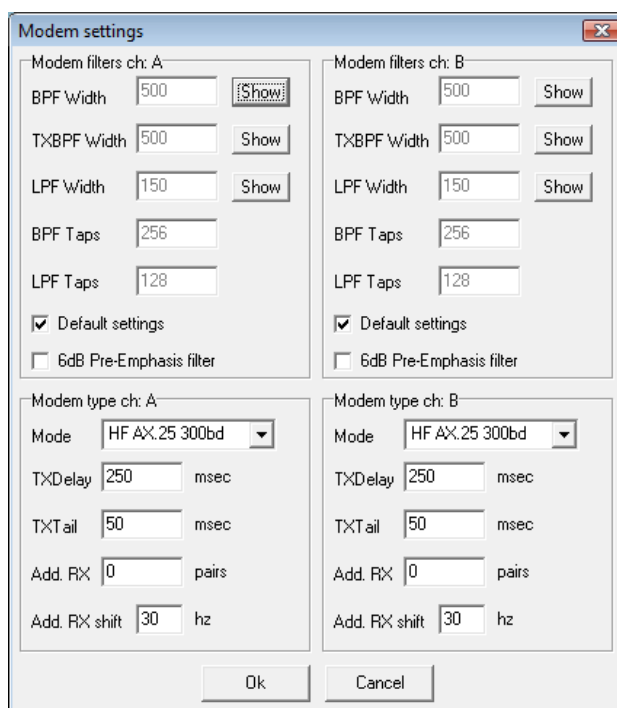 Modem settings
Modem filters ch: A
BPF Width 500 Show
TXBPF Width 500 Show
LPF Width 150 Show
BPF Taps 256
LPF Taps 128
Default settings
6dB Pre-Emphasis filter
Modem filters ch: B
BPF Width 500 Show
TXBPF Width 500 Show
LPF Width 150 Show
BPF Taps 256
LPF Taps 128
Default settings
6dB Pre-Emphasis filter
Modem type ch: A
Mode HF AX.25 300bd
TXDelay 250 msec
TXTail 50 msec
Add. RX 0 pairs
Add. RX shift 30 hz
Modem type ch: B
Mode HF AX.25 300bd
TXDelay 250 msec
TXTail 50 msec
Add. RX 0 pairs
Add. RX shift 30 hz
Ok Cancel